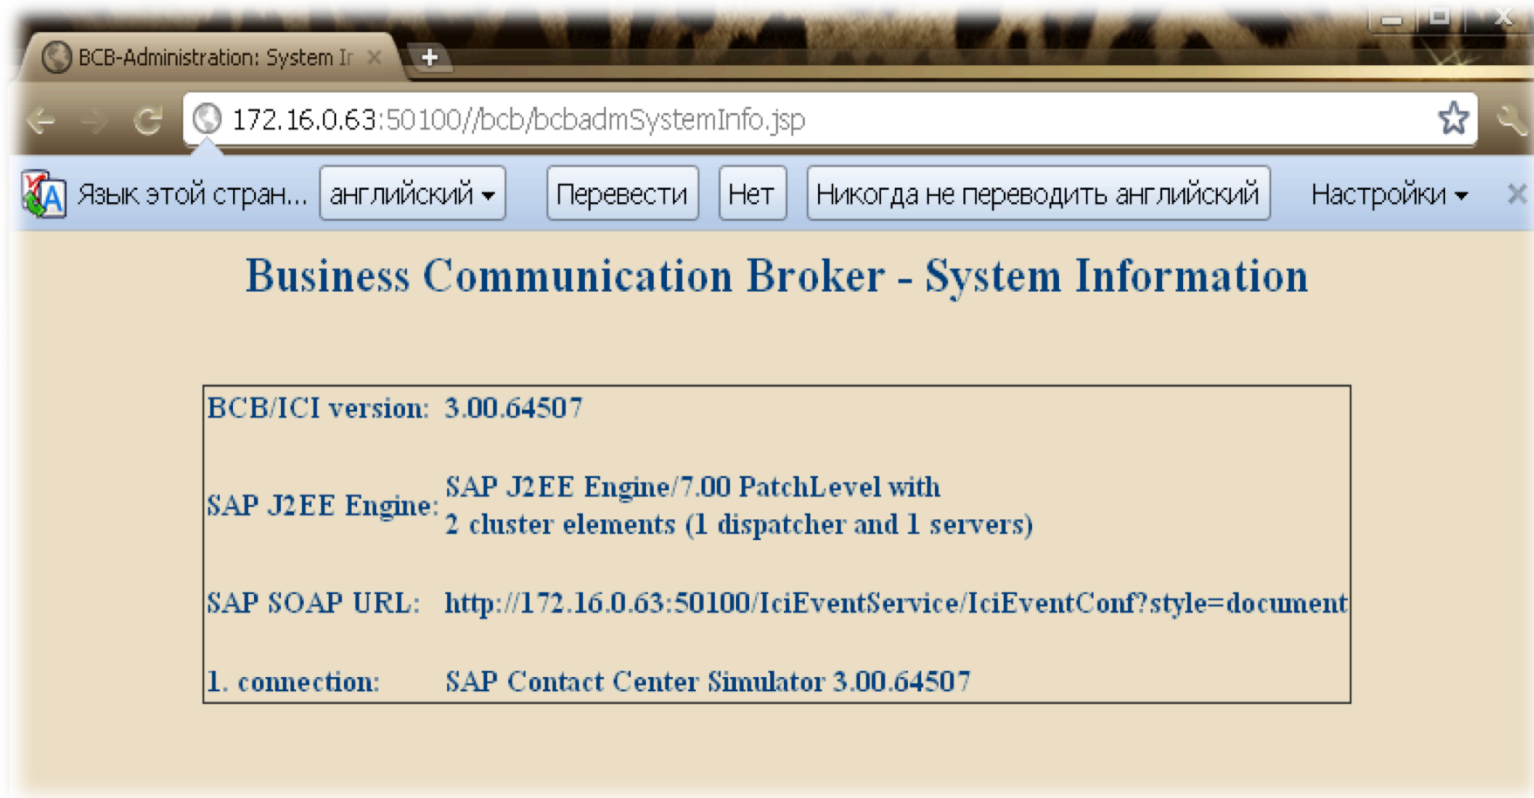 BCB-Administration: System Ir
172.16.0.63:50100//bcb/bcbadmSystemInfo.jsp
Язык этой стран... английский Перевести Нет Никогда не переводить английский Настройки
Business Communication Broker - System Information
BCB/ICI version: 3.00.64507
SAP J2EE Engine: SAP J2EE Engine/7.00 PatchLevel with
2 cluster elements (1 dispatcher and 1 servers)
SAP SOAP URL: http://172.16.0.63:50100/IciEventService/IciEventConf?style=document
1. connection: SAP Contact Center Simulator 3.00.64507